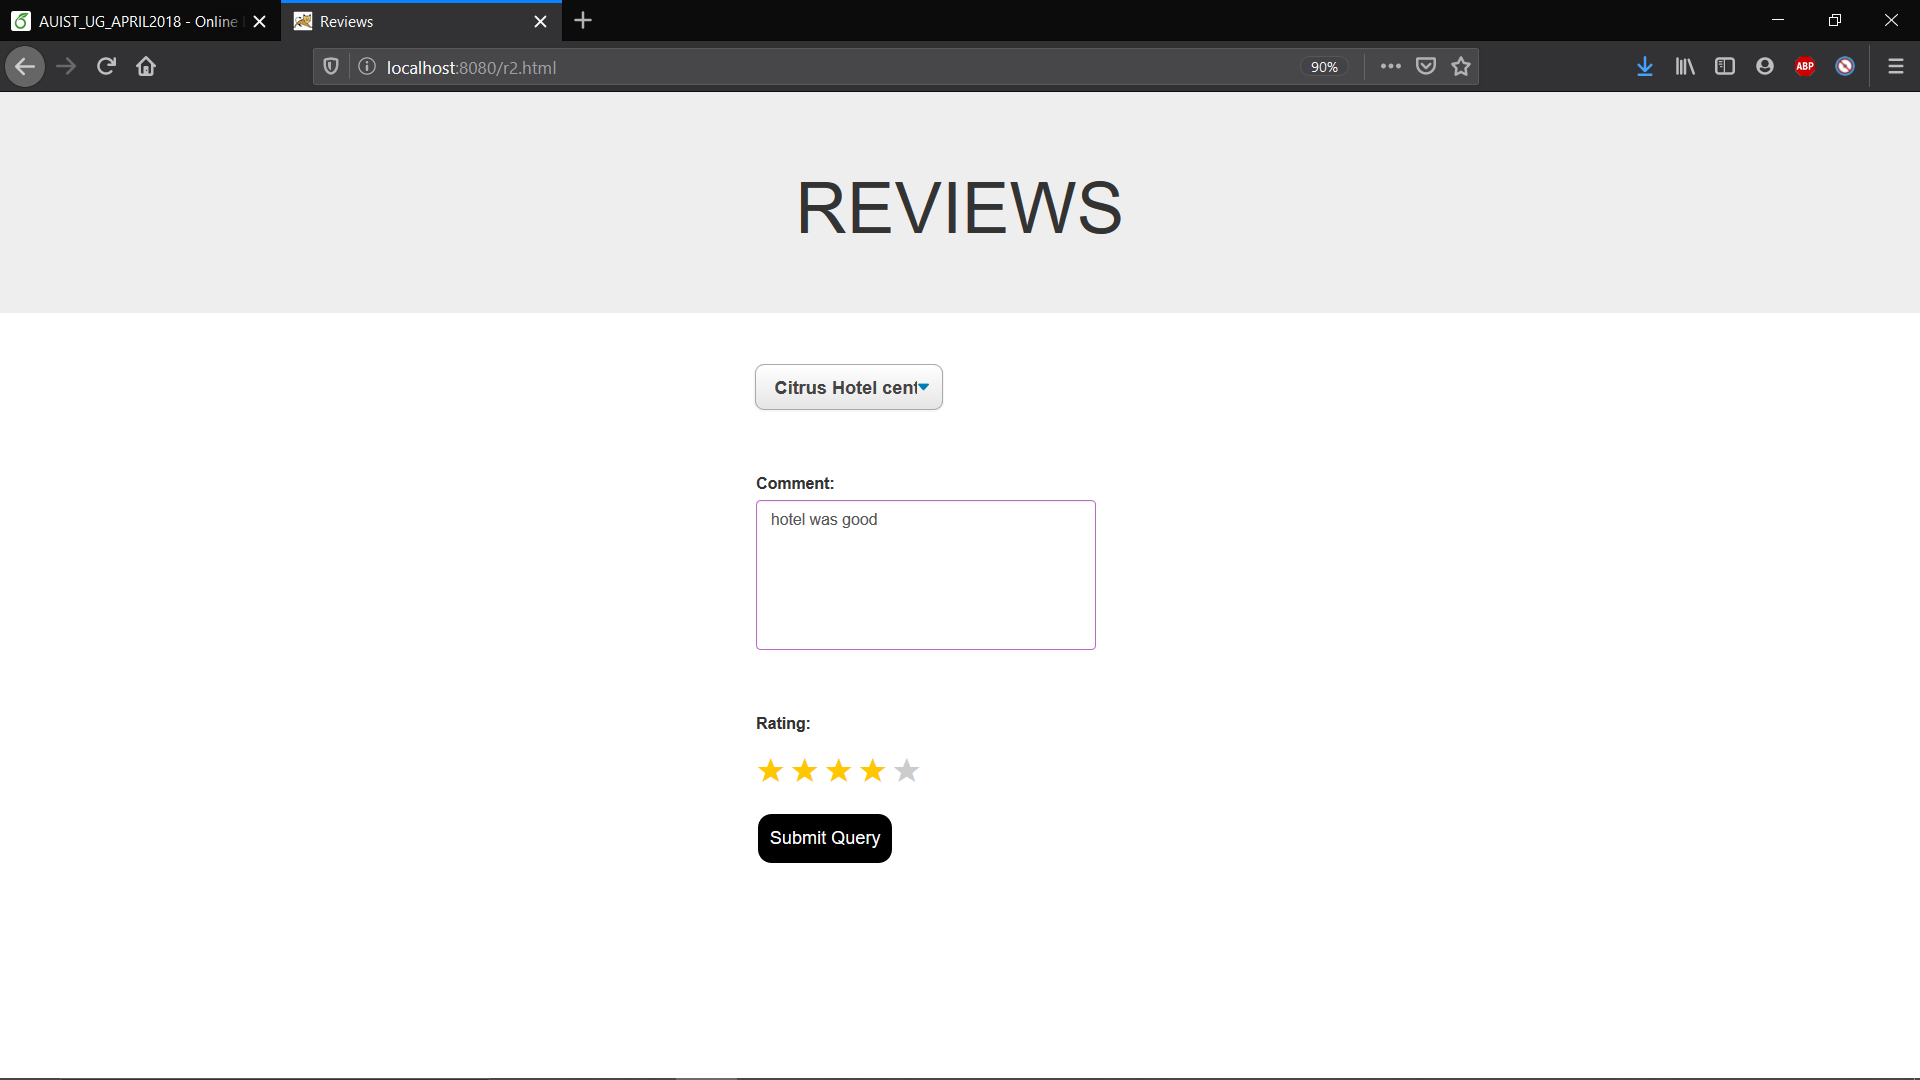 AUIST_UG_APRIL2018 - Online
Reviews
localhost:8080/r2.html
90%
ABP
REVIEWS
Citrus Hotel cent
Comment:
hotel was good
Rating:
Submit Query